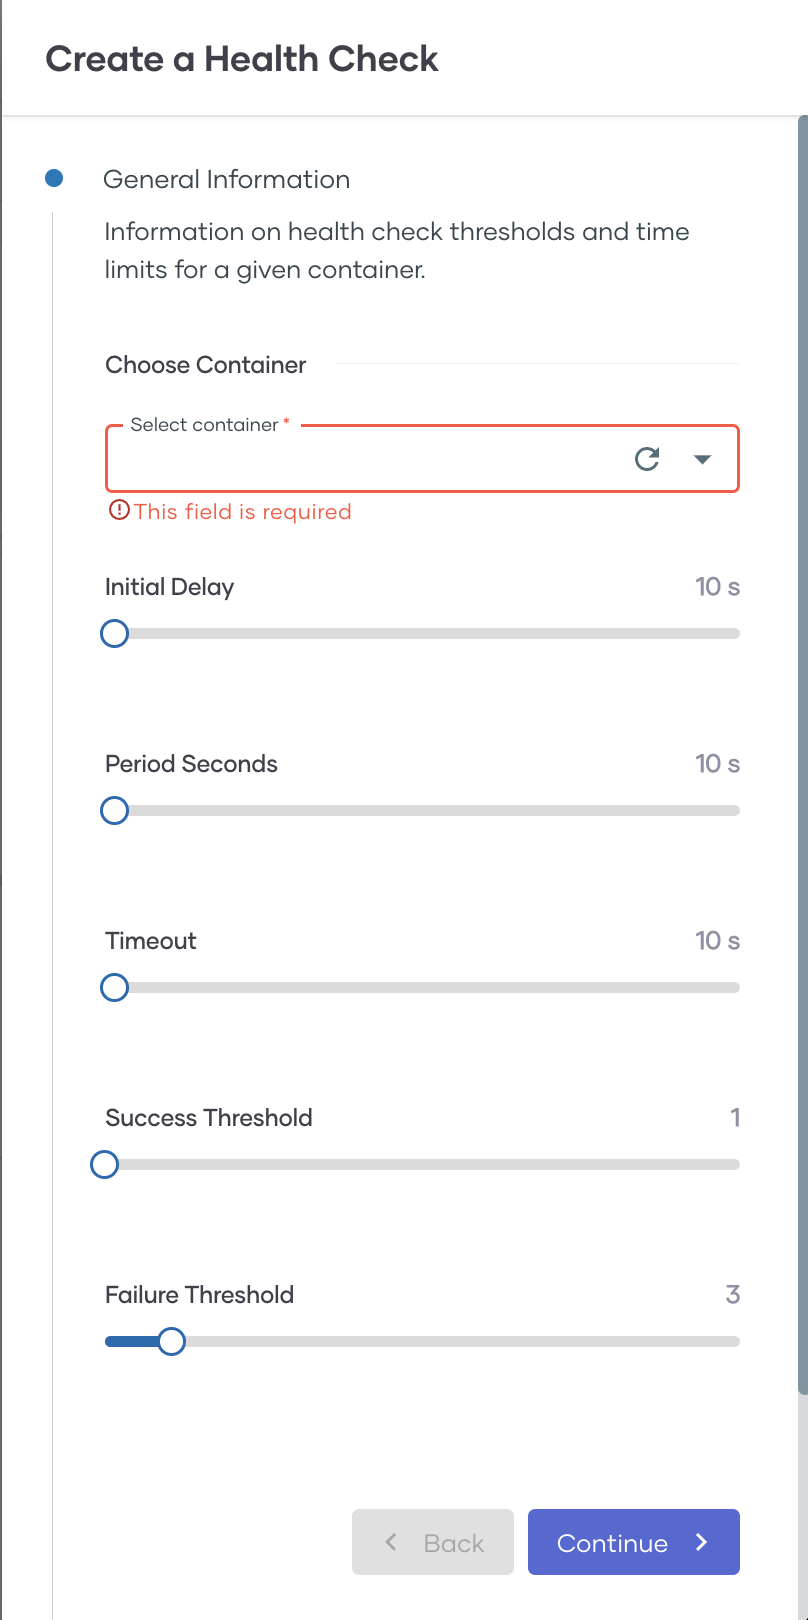 Create a Health Check
General Information
Information on health check thresholds and time
limits for a given container.
Choose Container
Select container *
This field is required
Initial Delay 10 s
Period Seconds 10 s
Timeout 10 s
Success Threshold 1
Failure Threshold 3
Back Continue